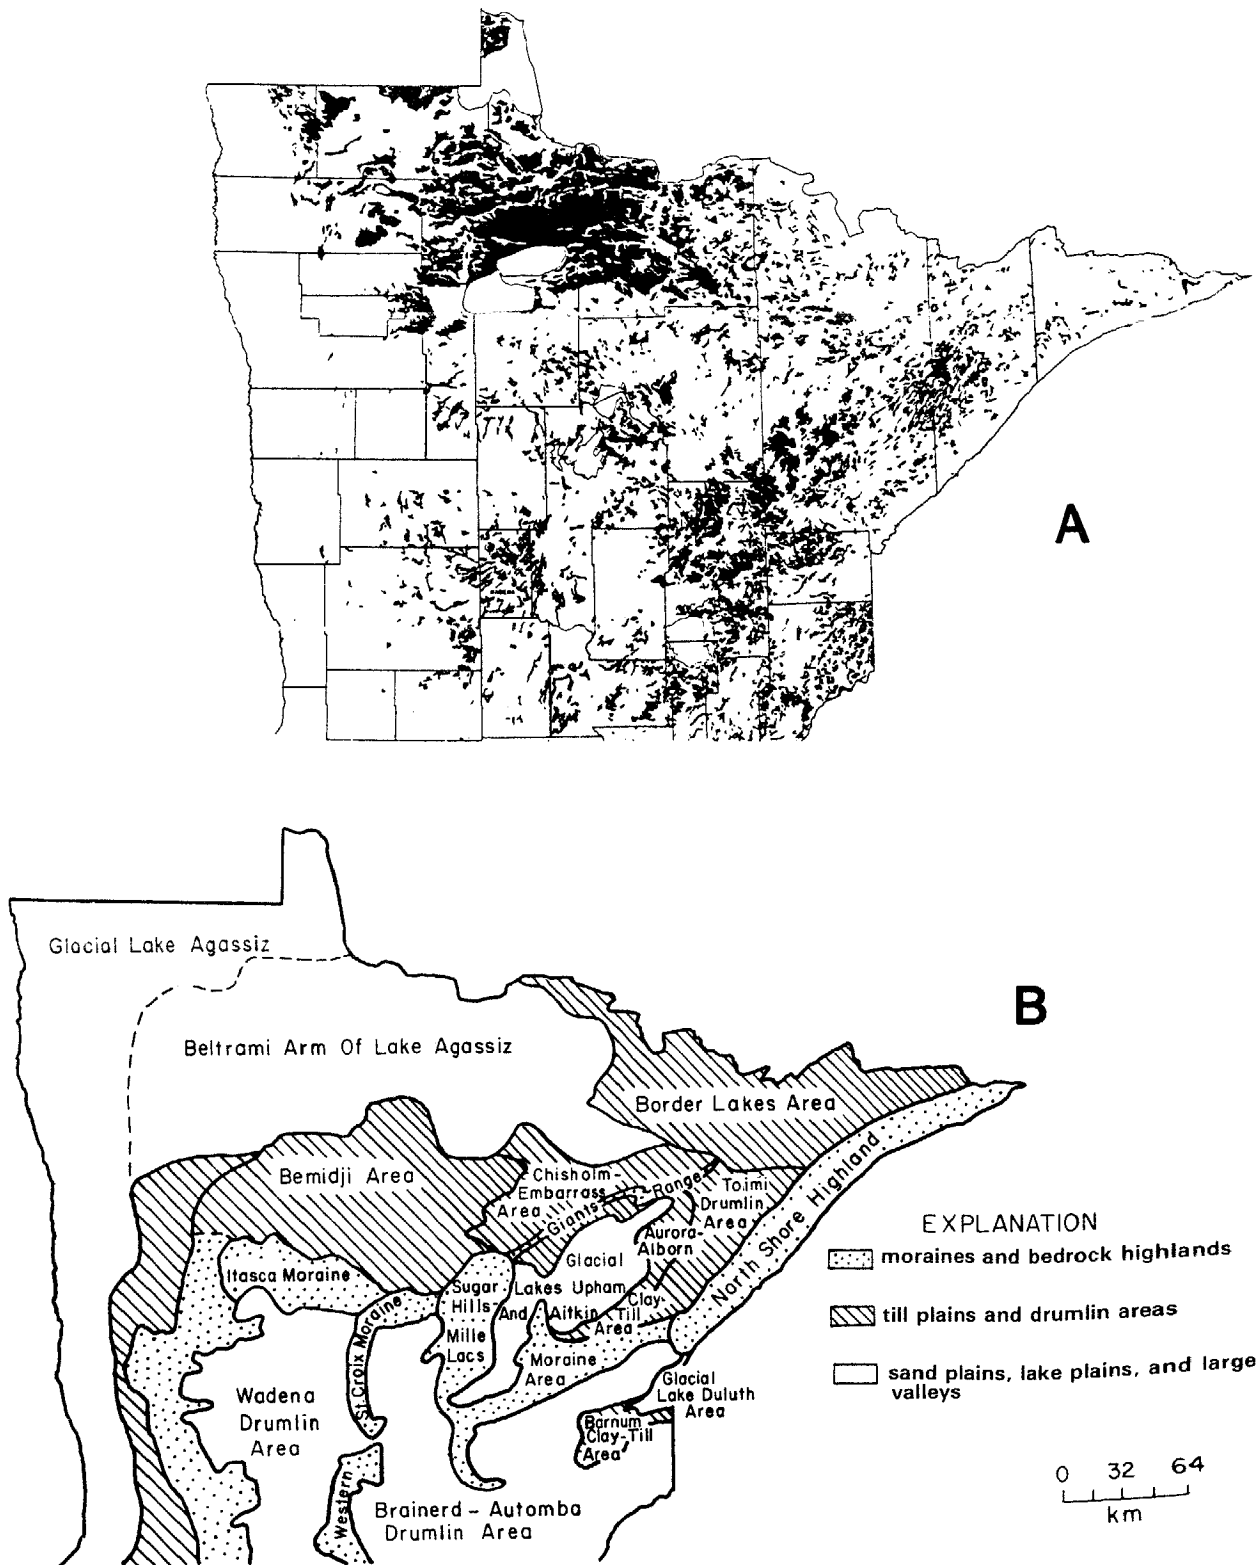 A
B
Glacial Lake Agassiz
Beltrami Arm Of Lake Agassiz
Border Lakes Area
Bemidji Area
Chisholm-
Embarrass
Area
Giants Range
Toimi
Drumlin
Area
Aurora-
Alborn
Clay-
Till
Area
North Shore Highland
Glacial
Lakes Upham
And Aitkin
Itasca Moraine
St. Croix Moraine
Sugar
Hills-
Mille
Lacs
Moraine
Area
Wadena
Drumlin
Area
Glacial
Lake Duluth
Area
Barnum
Clay-Till
Area
Western
Brainerd - Automba
Drumlin Area
EXPLANATION
moraines and bedrock highlands
till plains and drumlin areas
sand plains, lake plains, and large
valleys
0 32 64
km